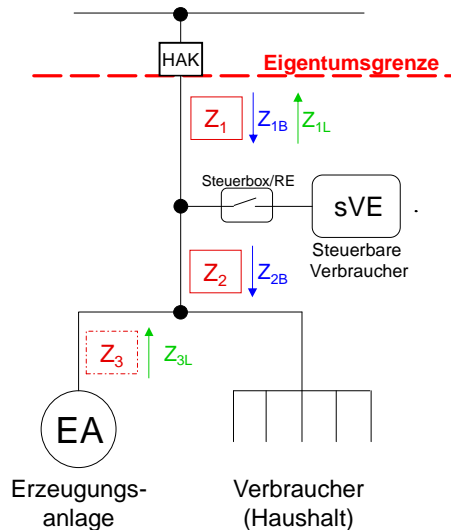 HAK
Eigentumsgrenze
Z1 Z1B Z1L
Steuerbox/RE
sVE .
Steuerbare
Verbraucher
Z2 Z2B
Z3 Z3L
EA
Erzeugungs-
anlage
Verbraucher
(Haushalt)